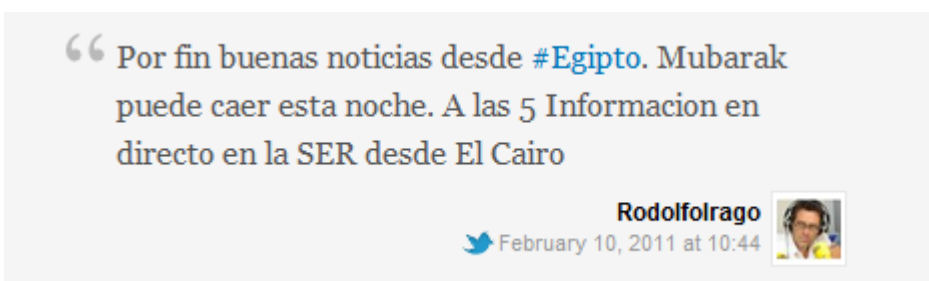 “ Por fin buenas noticias desde #Egipto. Mubarak
puede caer esta noche. A las 5 Informacion en
directo en la SER desde El Cairo
RodolfoIrago
February 10, 2011 at 10:44